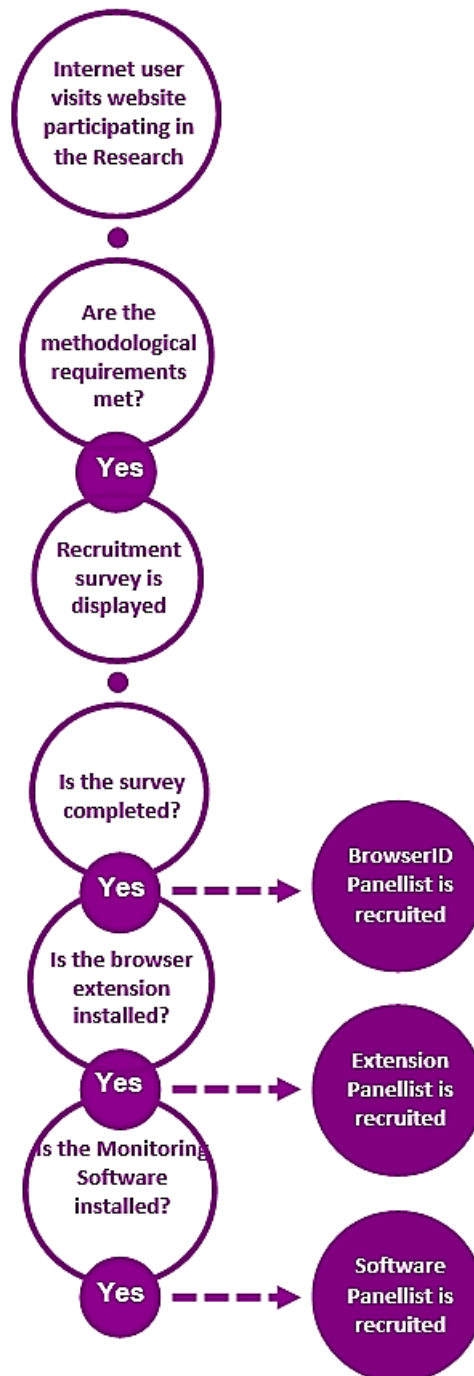 Internet user
visits website
participating in
the Research
Are the
methodological
requirements
met?
Yes
Recruitment
survey is
displayed
Is the survey
completed?
Yes
BrowserID
Panellist is
recruited
Is the browser
extension
installed?
Yes
Extension
Panellist is
recruited
Is the Monitoring
Software
installed?
Yes
Software
Panellist is
recruited